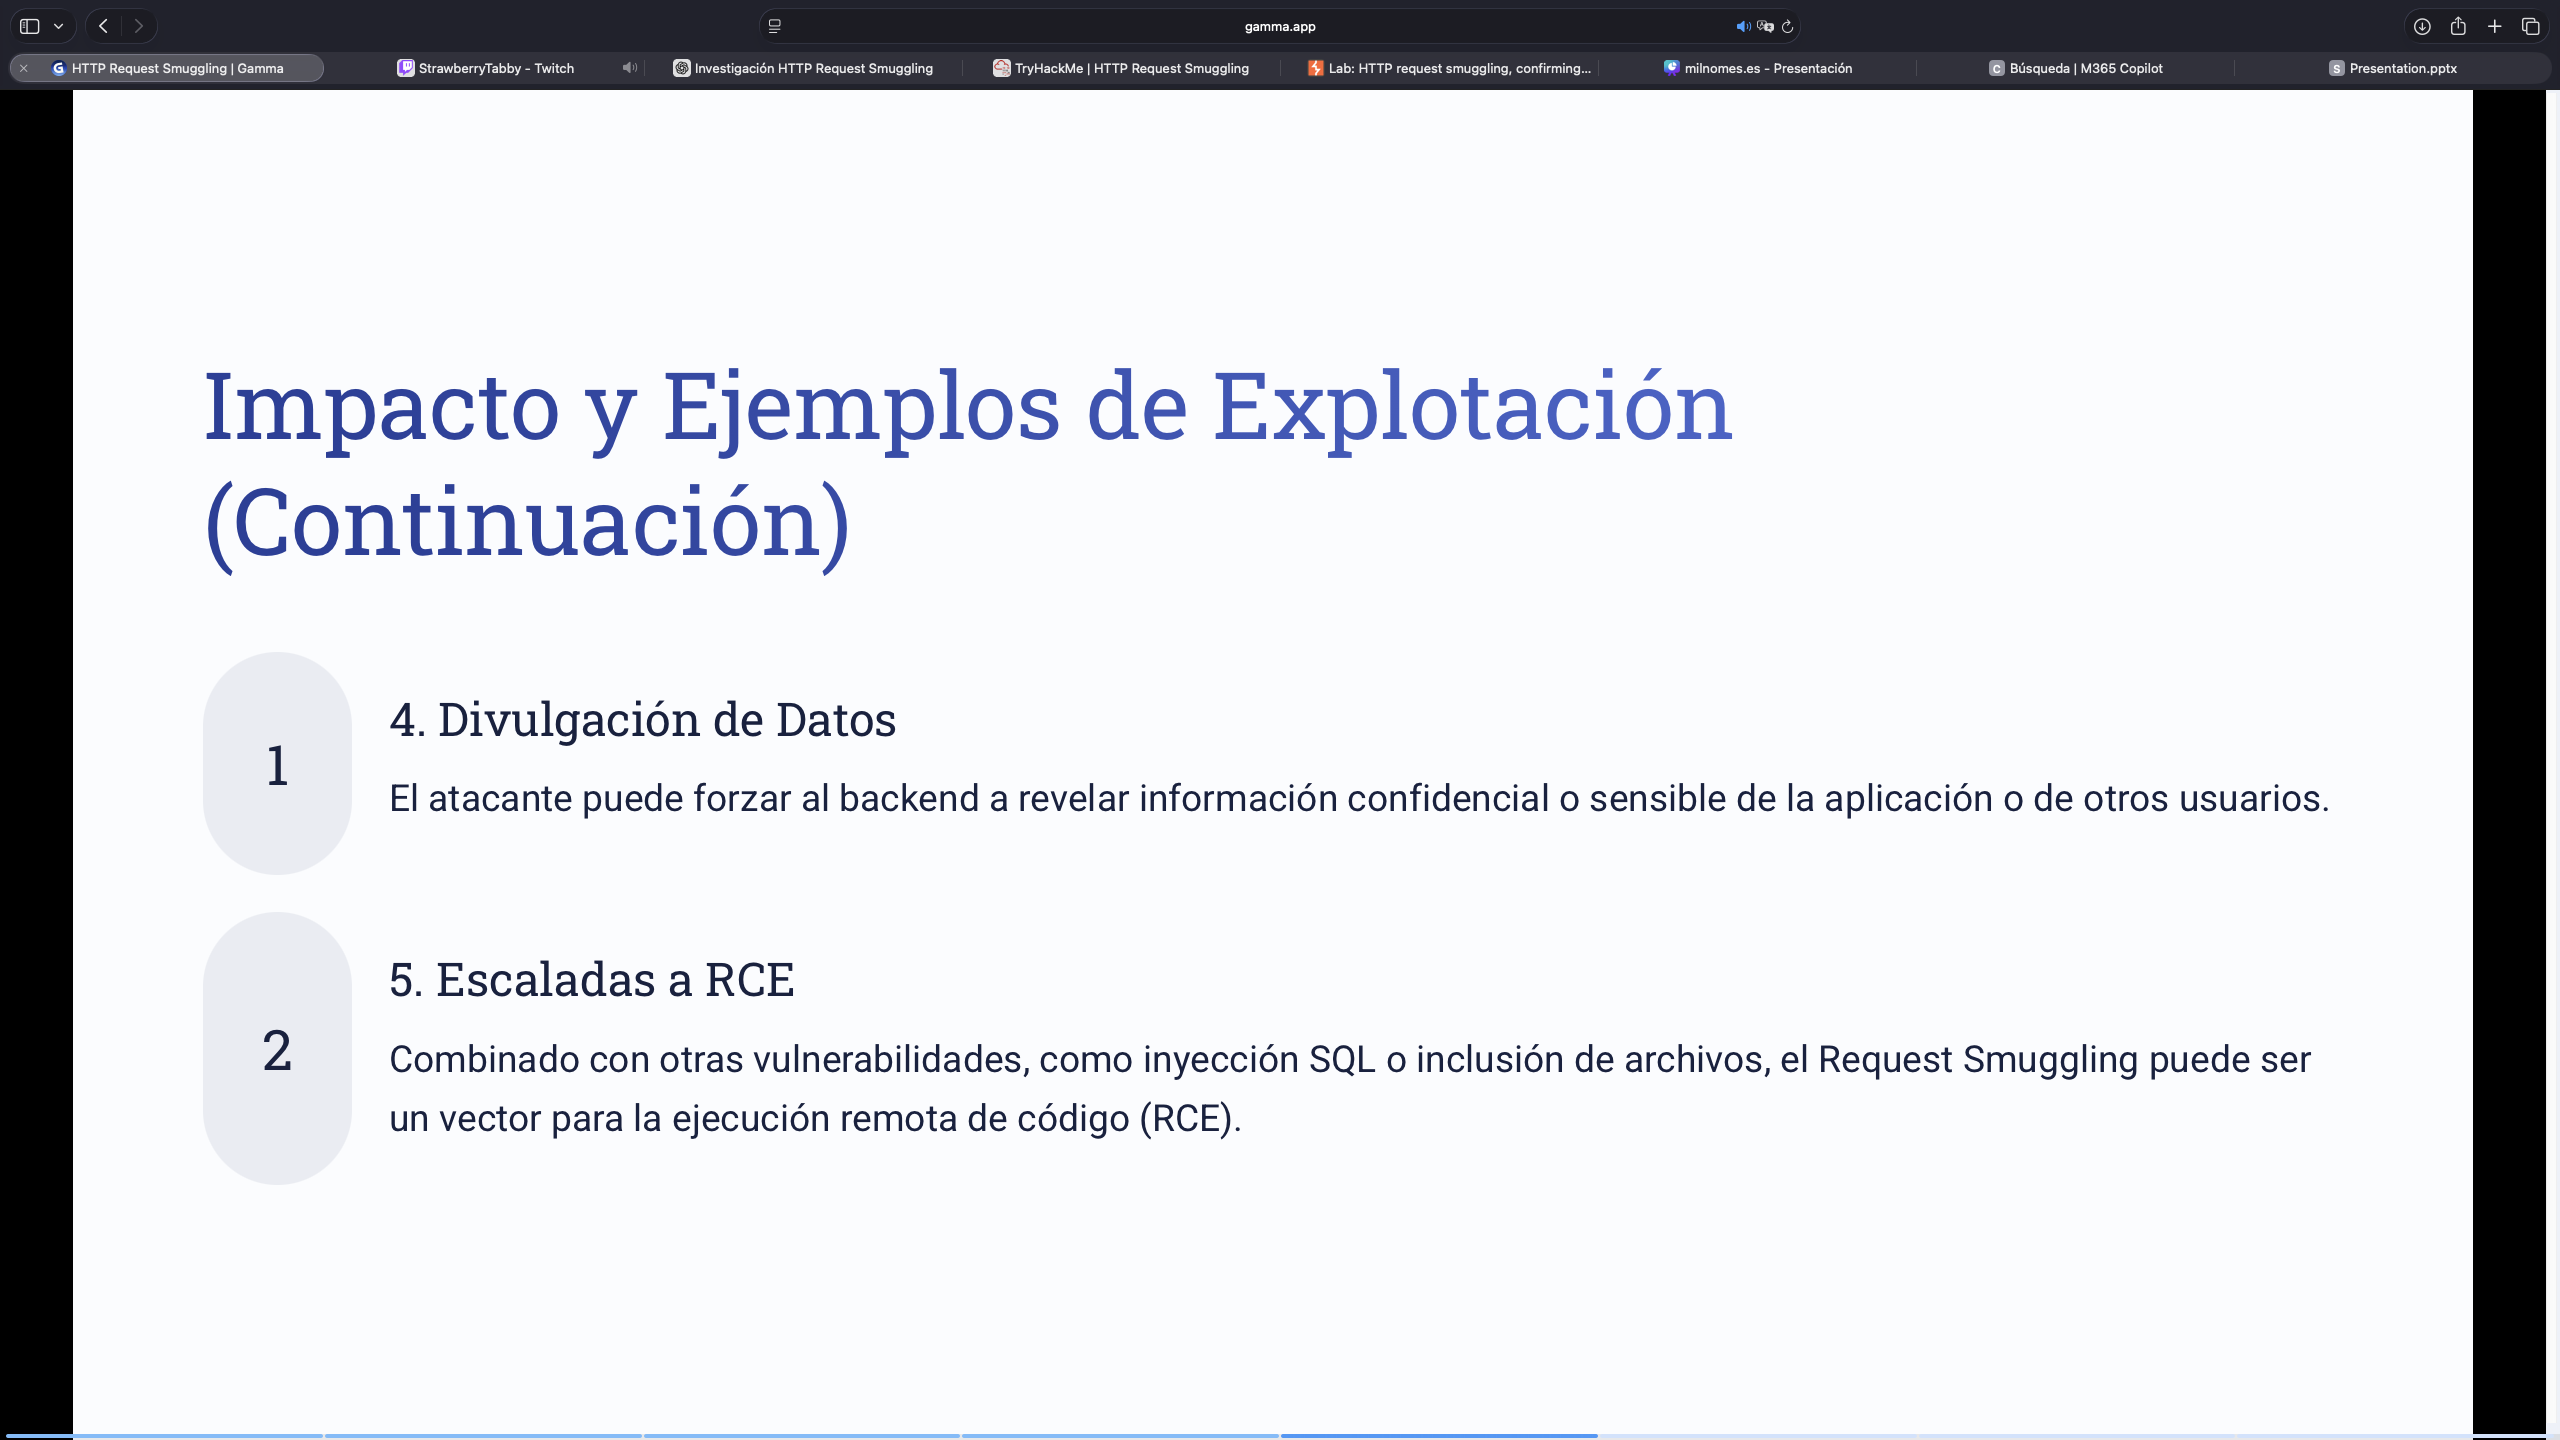 gamma.app
HTTP Request Smuggling | Gamma
StrawberryTabby - Twitch
Investigación HTTP Request Smuggling
TryHackMe | HTTP Request Smuggling
Lab: HTTP request smuggling, confirming...
milnomes.es - Presentación
C Búsqueda | M365 Copilot
S Presentation.pptx
Impacto y Ejemplos de Explotación
(Continuación)
1
4. Divulgación de Datos
El atacante puede forzar al backend a revelar información confidencial o sensible de la aplicación o de otros usuarios.
2
5. Escaladas a RCE
Combinado con otras vulnerabilidades, como inyección SQL o inclusión de archivos, el Request Smuggling puede ser
un vector para la ejecución remota de código (RCE).